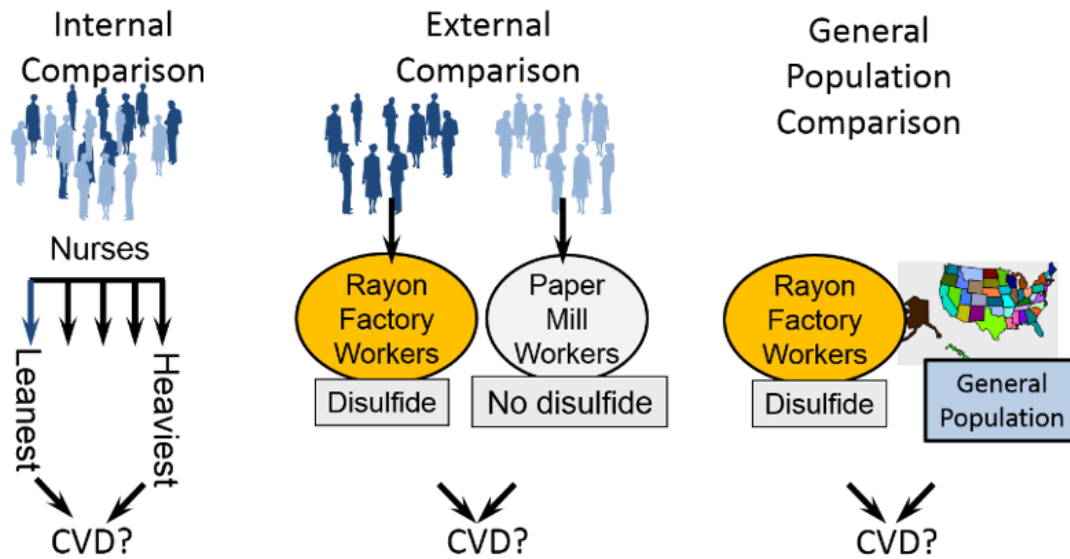 Internal
Comparison
Nurses
Leanest
Heaviest
CVD?
External
Comparison
Rayon
Factory
Workers
Disulfide
Paper
Mill
Workers
No disulfide
CVD?
General
Population
Comparison
Rayon
Factory
Workers
Disulfide
General
Population
CVD?